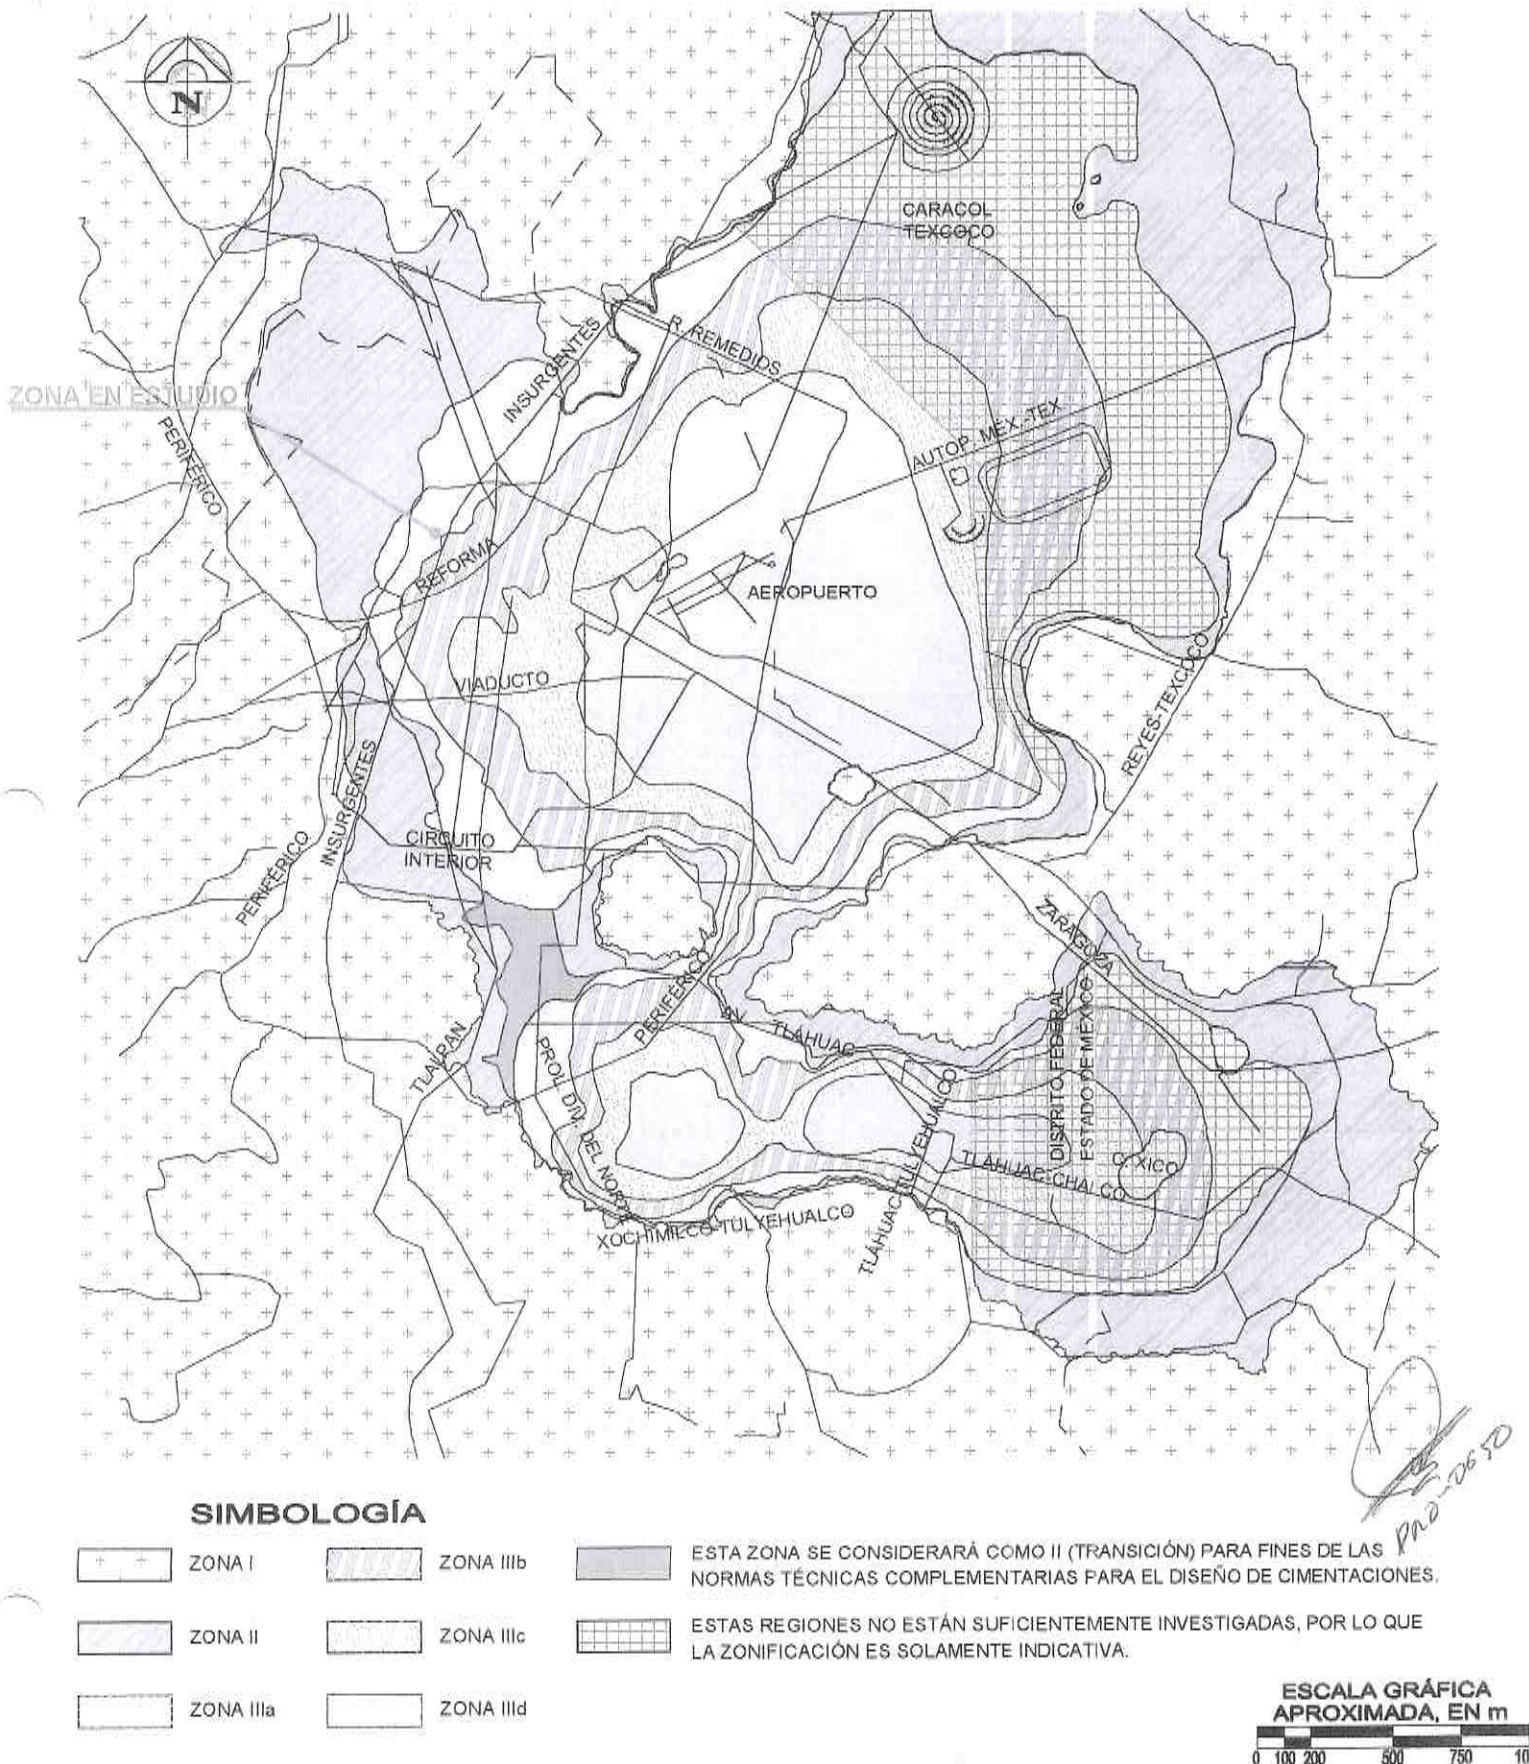 N
CARACOL
TEXCOCO
INSURGENTES
R. REMEDIOS
ZONA EN ESTUDIO
PERIFÉRICO
AUTOP. MÉX.-TEX
REFORMA
AEROPUERTO
VIADUCTO
REYES-TEXCOCO
INSURGENTES
CIRCUITO
INTERIOR
PERIFERICO
ZARAGOZA
PERIFÉRICO
AV. TLÁHUAC
TLALPAN
PROL. DIV. DEL NORTE
DISTRITO FEDERAL
ESTADO DE MÉXICO
TLÁHUAC-TULYEHUALCO
TLÁHUAC-CHALCO
C. XICO
XOCHIMILCO-TULYEHUALCO
SIMBOLOGÍA
ZONA I
ZONA IIIb
ESTA ZONA SE CONSIDERARÁ COMO II (TRANSICIÓN) PARA FINES DE LAS
NORMAS TÉCNICAS COMPLEMENTARIAS PARA EL DISEÑO DE CIMENTACIONES.
ZONA II
ZONA IIIc
ESTAS REGIONES NO ESTÁN SUFICIENTEMENTE INVESTIGADAS, POR LO QUE
LA ZONIFICACIÓN ES SOLAMENTE INDICATIVA.
ZONA IIIa
ZONA IIId
ESCALA GRÁFICA
APROXIMADA, EN m
0 100 200 500 750